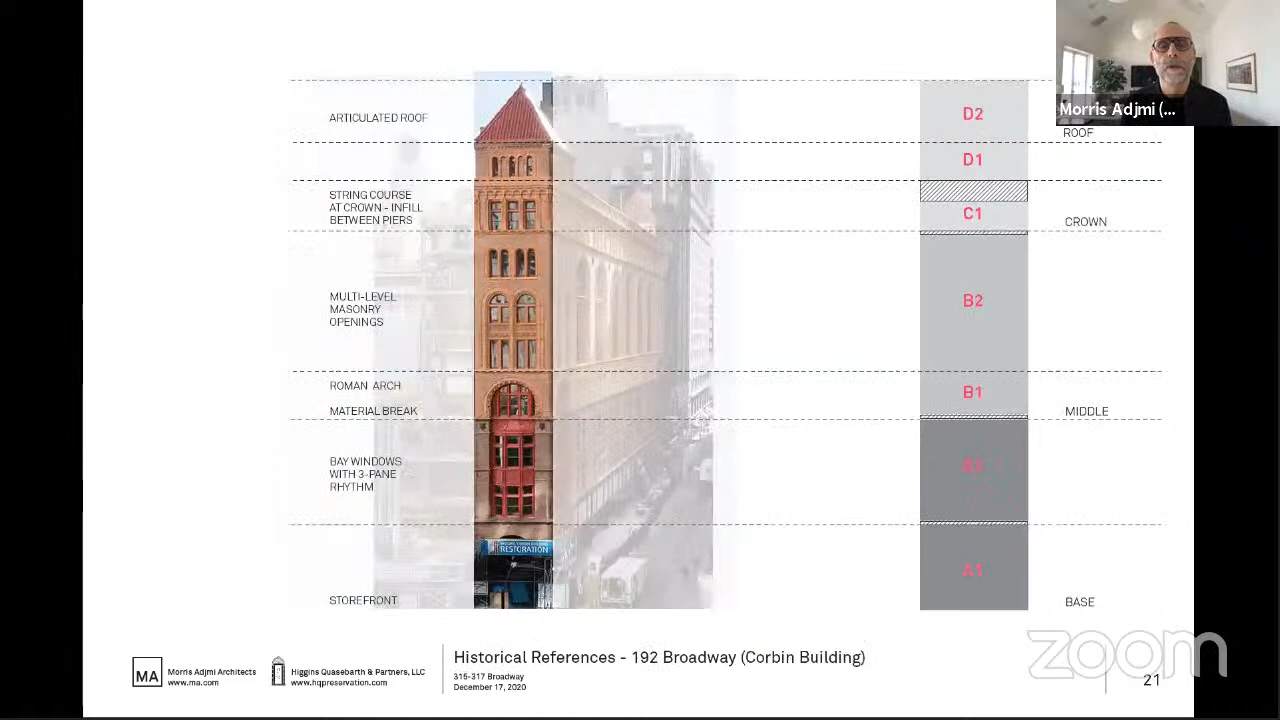 Morris Adjmi (...
ARTICULATED ROOF
D2
ROOF
D1
STRING COURSE
AT CROWN - INFILL
BETWEEN PIERS
C1
CROWN
MULTI-LEVEL
MASONRY
OPENINGS
B2
ROMAN ARCH
B1
MATERIAL BREAK
MIDDLE
BAY WINDOWS
WITH 3-PANE
RHYTHM
A2
RESTORATION
A1
STOREFRONT
BASE
MA
Morris Adjmi Architects
www.ma.com
Higgins Quasebarth & Partners, LLC
www.hqpreservation.com
Historical References - 192 Broadway (Corbin Building)
315-317 Broadway
December 17, 2020
zoom
21